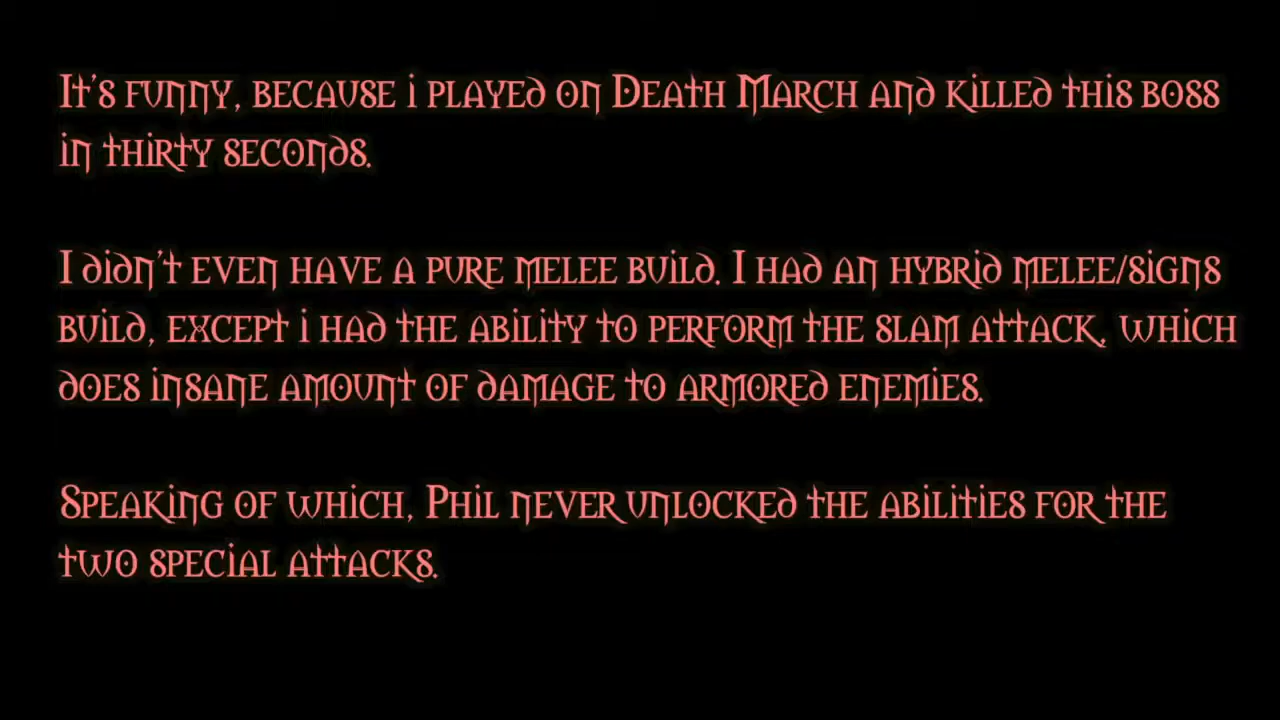 It's funny, because i played on Death March and killed this boss
in thirty seconds.
I didn't even have a pure melee build. I had an hybrid melee/signs
build, except i had the ability to perform the slam attack, which
does insane amount of damage to armored enemies.
Speaking of which, Phil never unlocked the abilities for the
two special attacks.